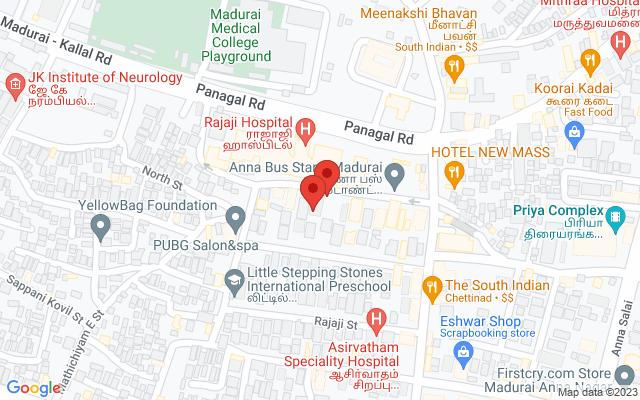 Madurai
Medical
College
Playground
Meenakshi Bhavan
மீனாட்சி
பவன்
South Indian • $$
Mithraa Hospital
மித்ரா
மருத்துவமனை
Madurai - Kallal Rd
JK Institute of Neurology
ஜே கே
நரம்பியல்...
Panagal Rd
Koorai Kadai
கூரை கடை
Fast Food
Rajaji Hospital
ராஜாஜி
ஹாஸ்பிடல்
Panagal Rd
HOTEL NEW MASS
Anna Bus Stand Madurai
பஸ்
டாண்ட்...
North St
YellowBag Foundation
PUBG Salon&spa
Priya Complex
பிரியா
திரையரங்க...
Little Stepping Stones
International Preschool
லிட்டில்...
The South Indian
Chettinad • $$
Sappani Kovil St
Mathichiyam E St
Rajaji St
Asirvatham
Speciality Hospital
ஆசிர்வாதம்
சிறப்பு...
Eshwar Shop
Scrapbooking store
Anna Salai
Firstcry.com Store
Madurai Anna Nagar
Google
Map data ©2023